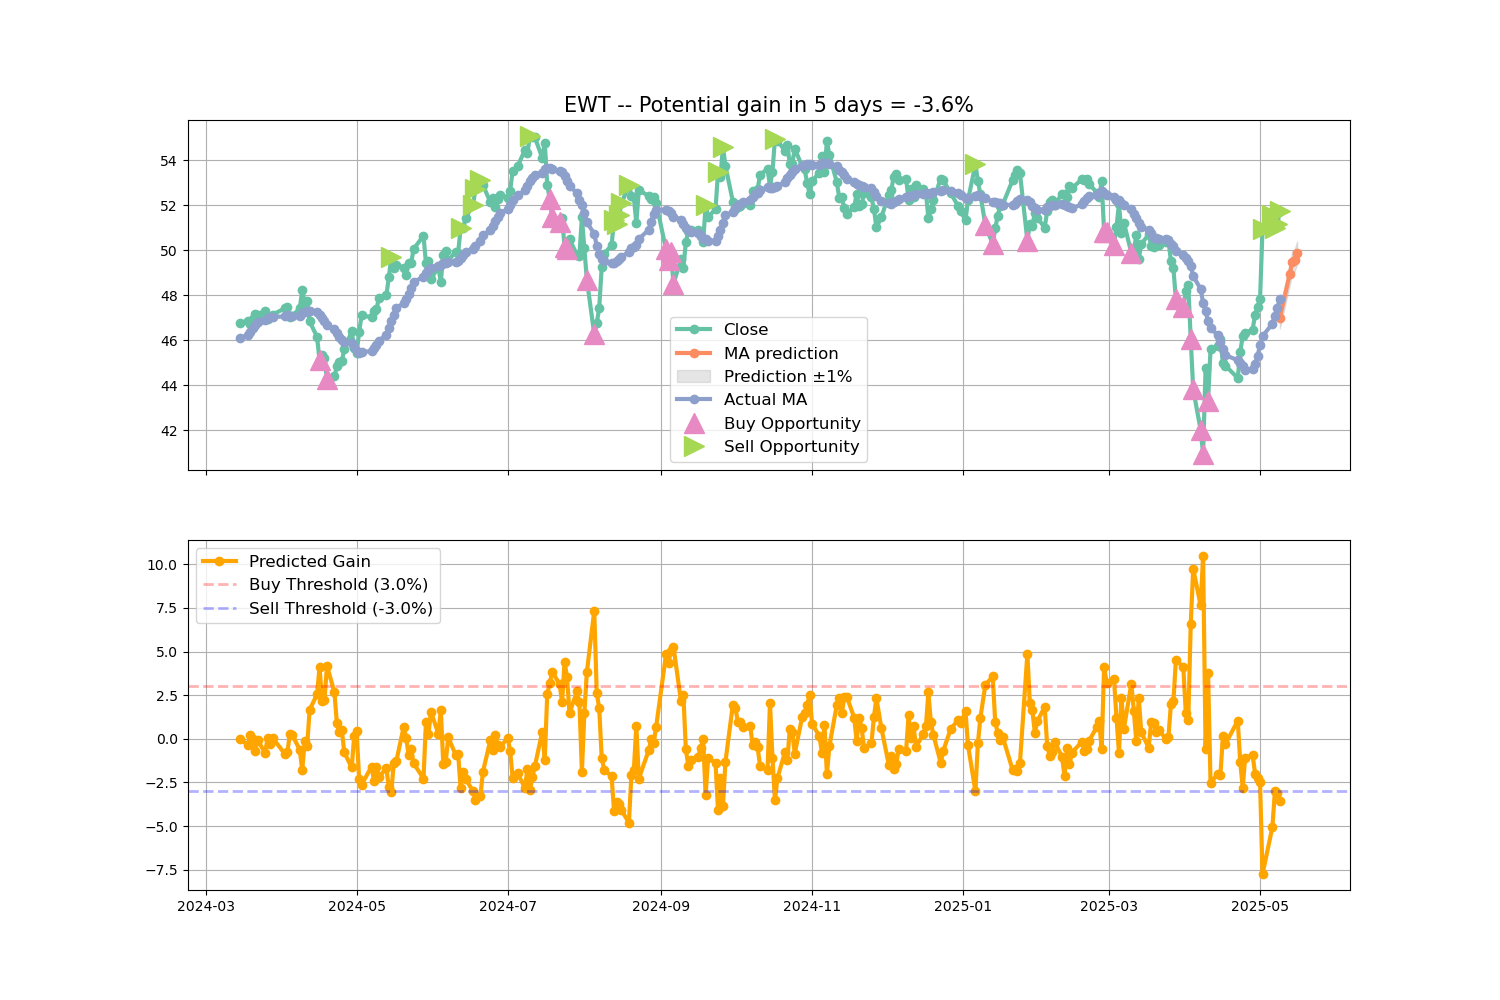 EWT -- Potential gain in 5 days = -3.6%
54
52
50
48
46
44
42
Close
MA prediction
Prediction ±1%
Actual MA
Buy Opportunity
Sell Opportunity
10.0
7.5
5.0
2.5
0.0
−2.5
−5.0
−7.5
Predicted Gain
Buy Threshold (3.0%)
Sell Threshold (-3.0%)
2024-03 2024-05 2024-07 2024-09 2024-11 2025-01 2025-03 2025-05